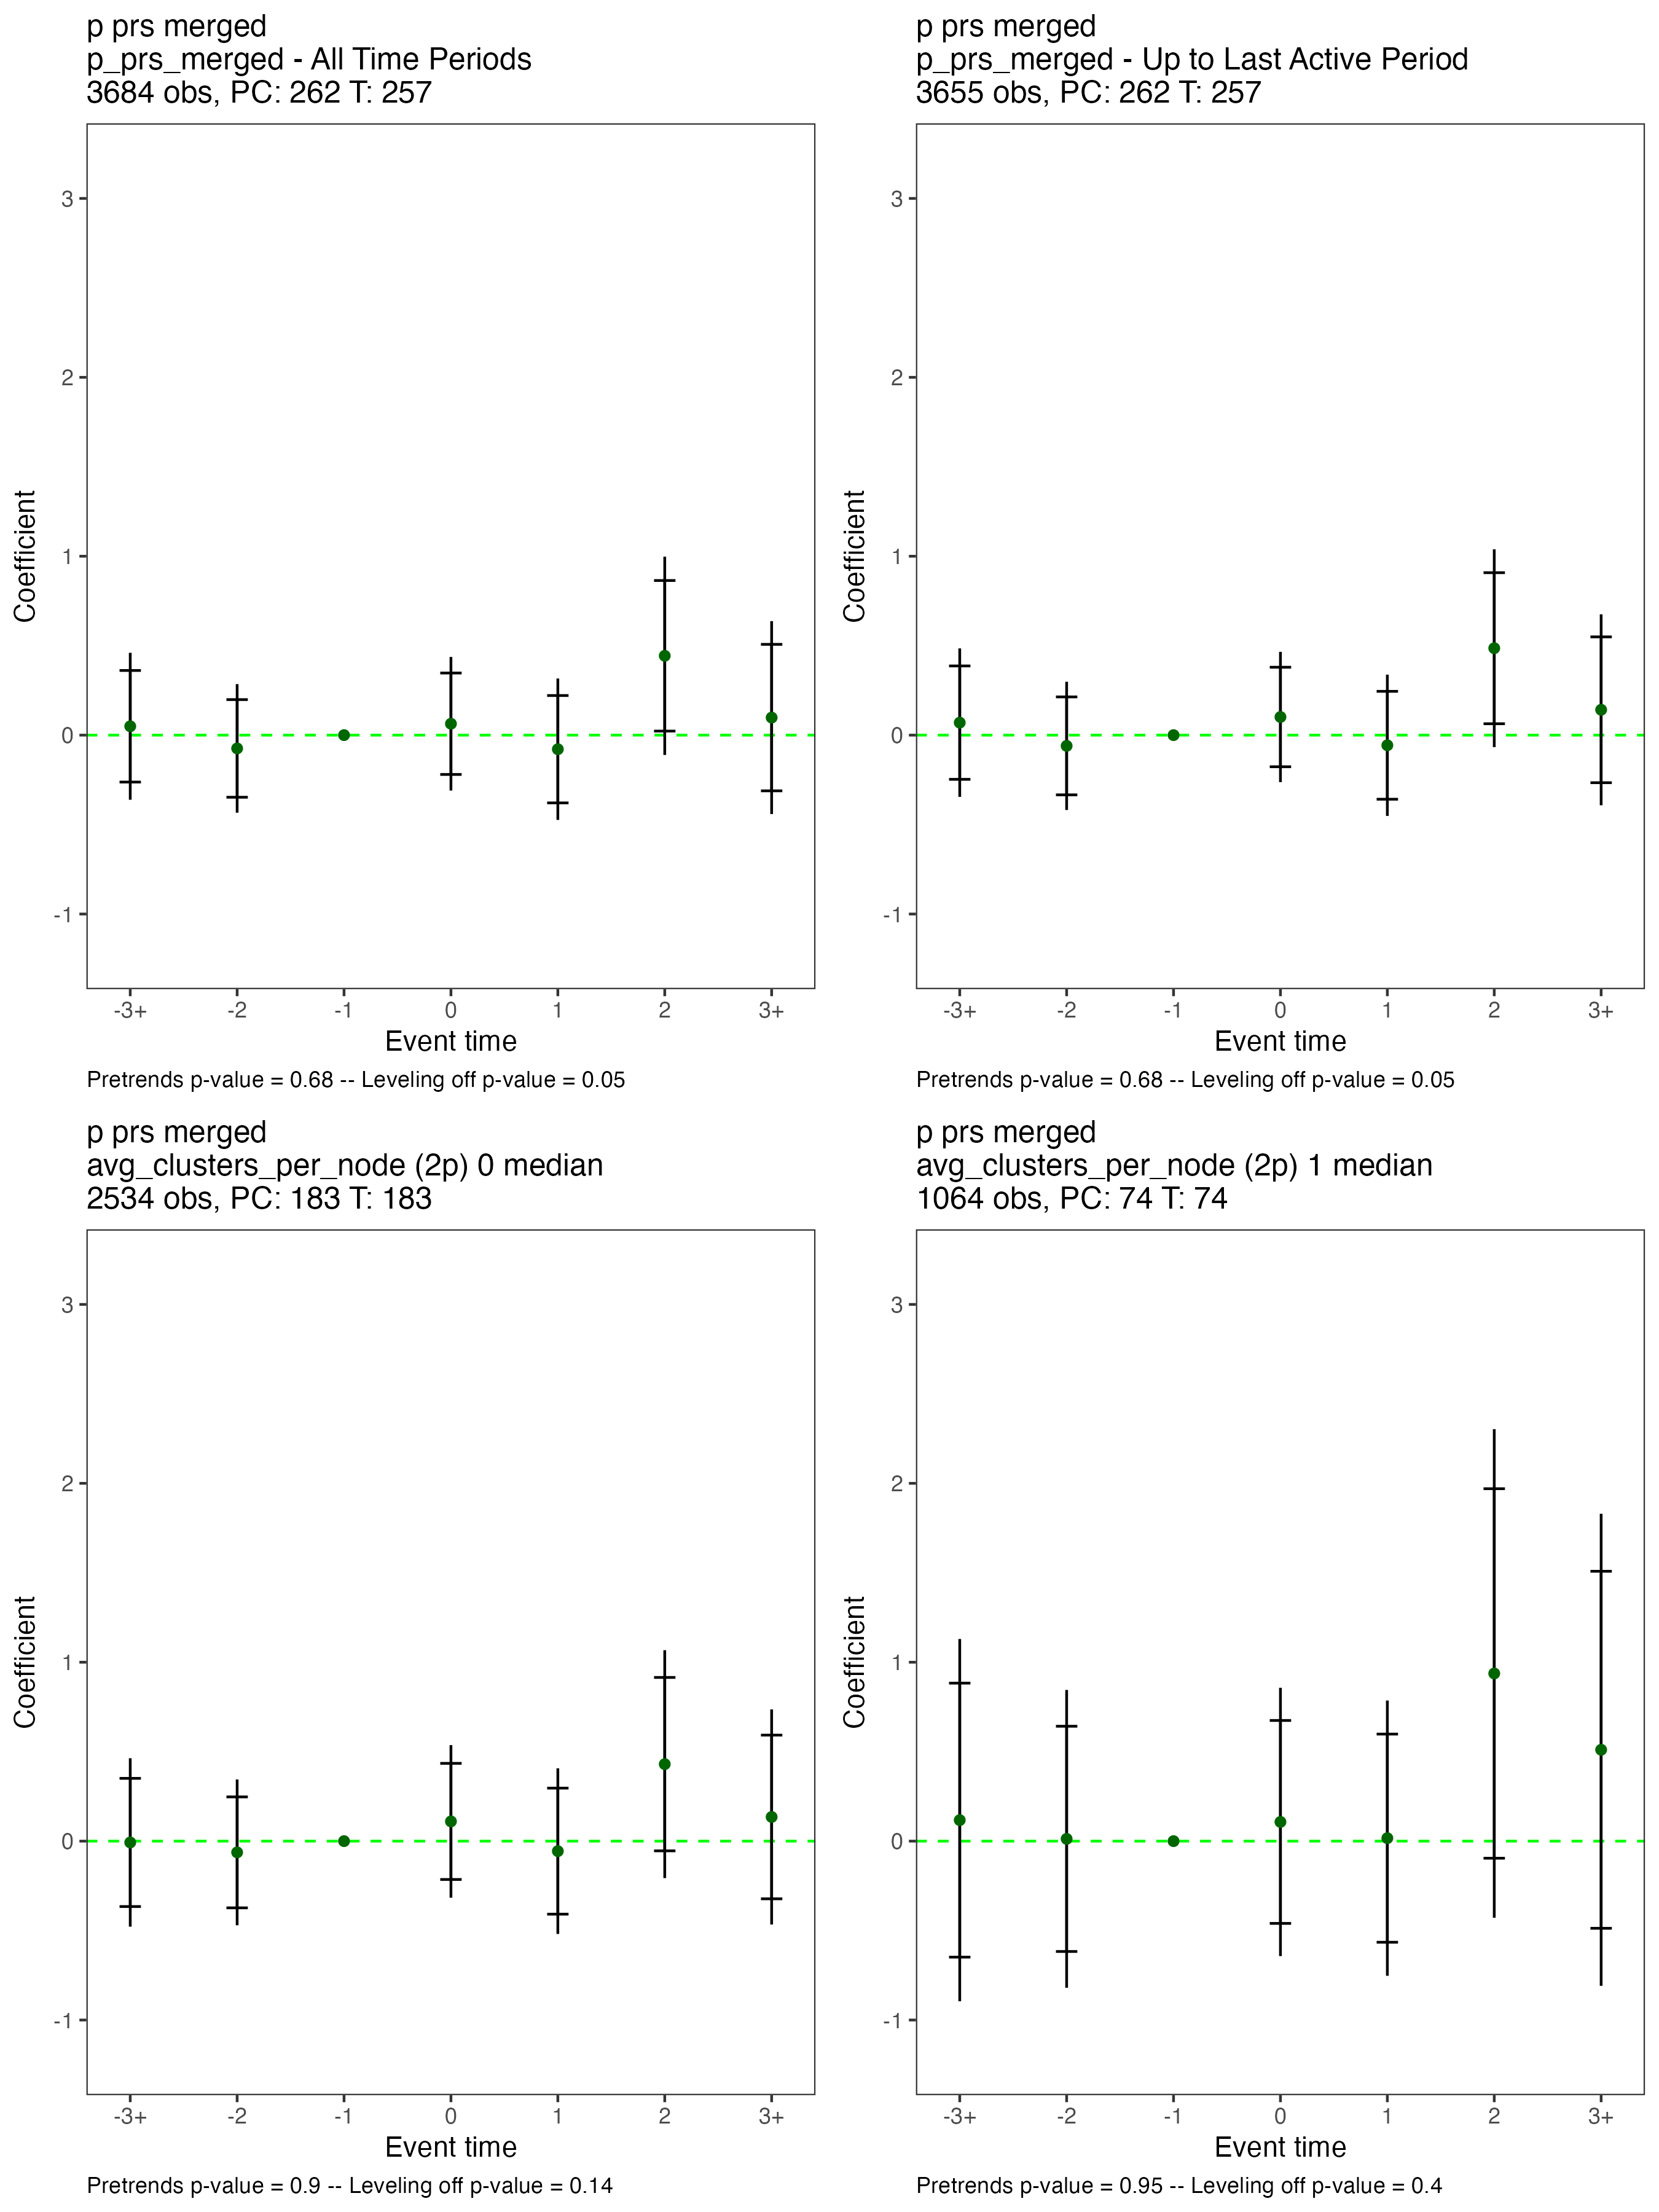 p prs merged
p_prs_merged - All Time Periods
3684 obs, PC: 262 T: 257
3
2
1
0
-1
Coefficient
-3+ -2 -1 0 1 2 3+
Event time
Pretrends p-value = 0.68 -- Leveling off p-value = 0.05
p prs merged
p_prs_merged - Up to Last Active Period
3655 obs, PC: 262 T: 257
3
2
1
0
-1
Coefficient
-3+ -2 -1 0 1 2 3+
Event time
Pretrends p-value = 0.68 -- Leveling off p-value = 0.05
p prs merged
avg_clusters_per_node (2p) 0 median
2534 obs, PC: 183 T: 183
3
2
1
0
-1
Coefficient
-3+ -2 -1 0 1 2 3+
Event time
Pretrends p-value = 0.9 -- Leveling off p-value = 0.14
p prs merged
avg_clusters_per_node (2p) 1 median
1064 obs, PC: 74 T: 74
3
2
1
0
-1
Coefficient
-3+ -2 -1 0 1 2 3+
Event time
Pretrends p-value = 0.95 -- Leveling off p-value = 0.4